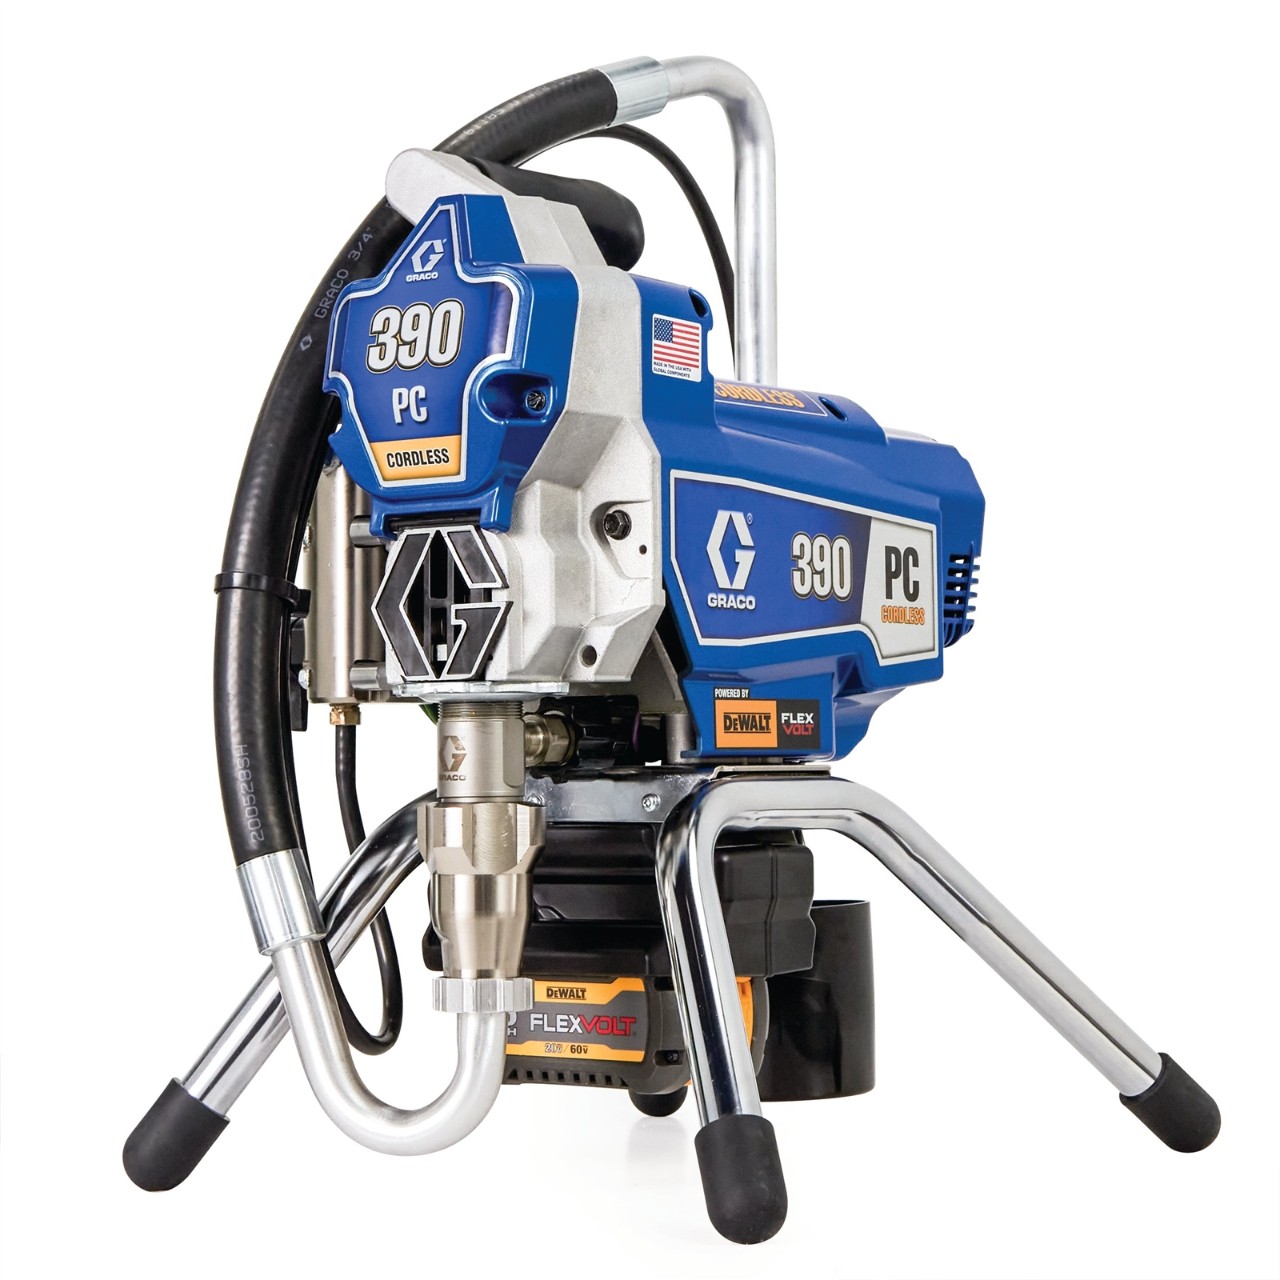 GRACO
390
PC
CORDLESS
GRACO 3/4"
MADE IN THE USA WITH
GLOBAL COMPONENTS
CORDLESS
GRACO
390
PC
CORDLESS
POWERED BY
DEWALT
FLEX
VOLT
GRACO
200528SH
DEWALT
FLEXVOLT
20V / 60V